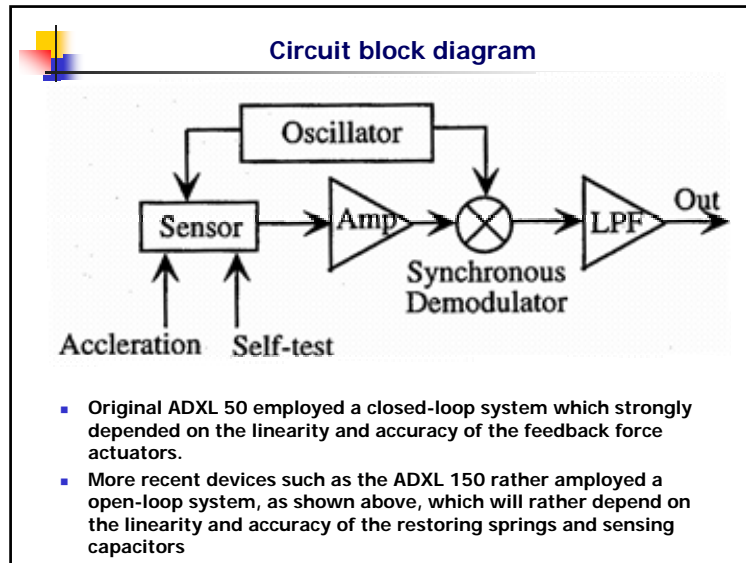 Circuit block diagram
Oscillator
Sensor
Amp
LPF
Out
Synchronous
Demodulator
Accleration
Self-test
Original ADXL 50 employed a closed-loop system which strongly
depended on the linearity and accuracy of the feedback force
actuators.
More recent devices such as the ADXL 150 rather amployed a
open-loop system, as shown above, which will rather depend on
the linearity and accuracy of the restoring springs and sensing
capacitors